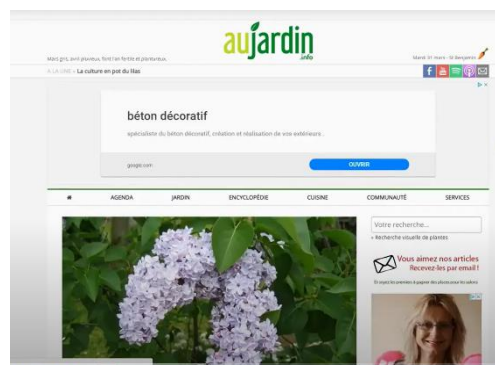 aujardin
.info
Mars gris, avril pluvieux, font l'an fertile et plantureux.
Mardi 31 mars - St Benjamin
A LA UNE » La culture en pot du lilas
béton décoratif
spécialiste du béton décoratif, création et réalisation de vos extérieurs.
google.com
OUVRIR
AGENDA
JARDIN
ENCYCLOPÉDIE
CUISINE
COMMUNAUTÉ
SERVICES
Votre recherche...
» Recherche visuelle de plantes
Vous aimez nos articles
Recevez-les par email !